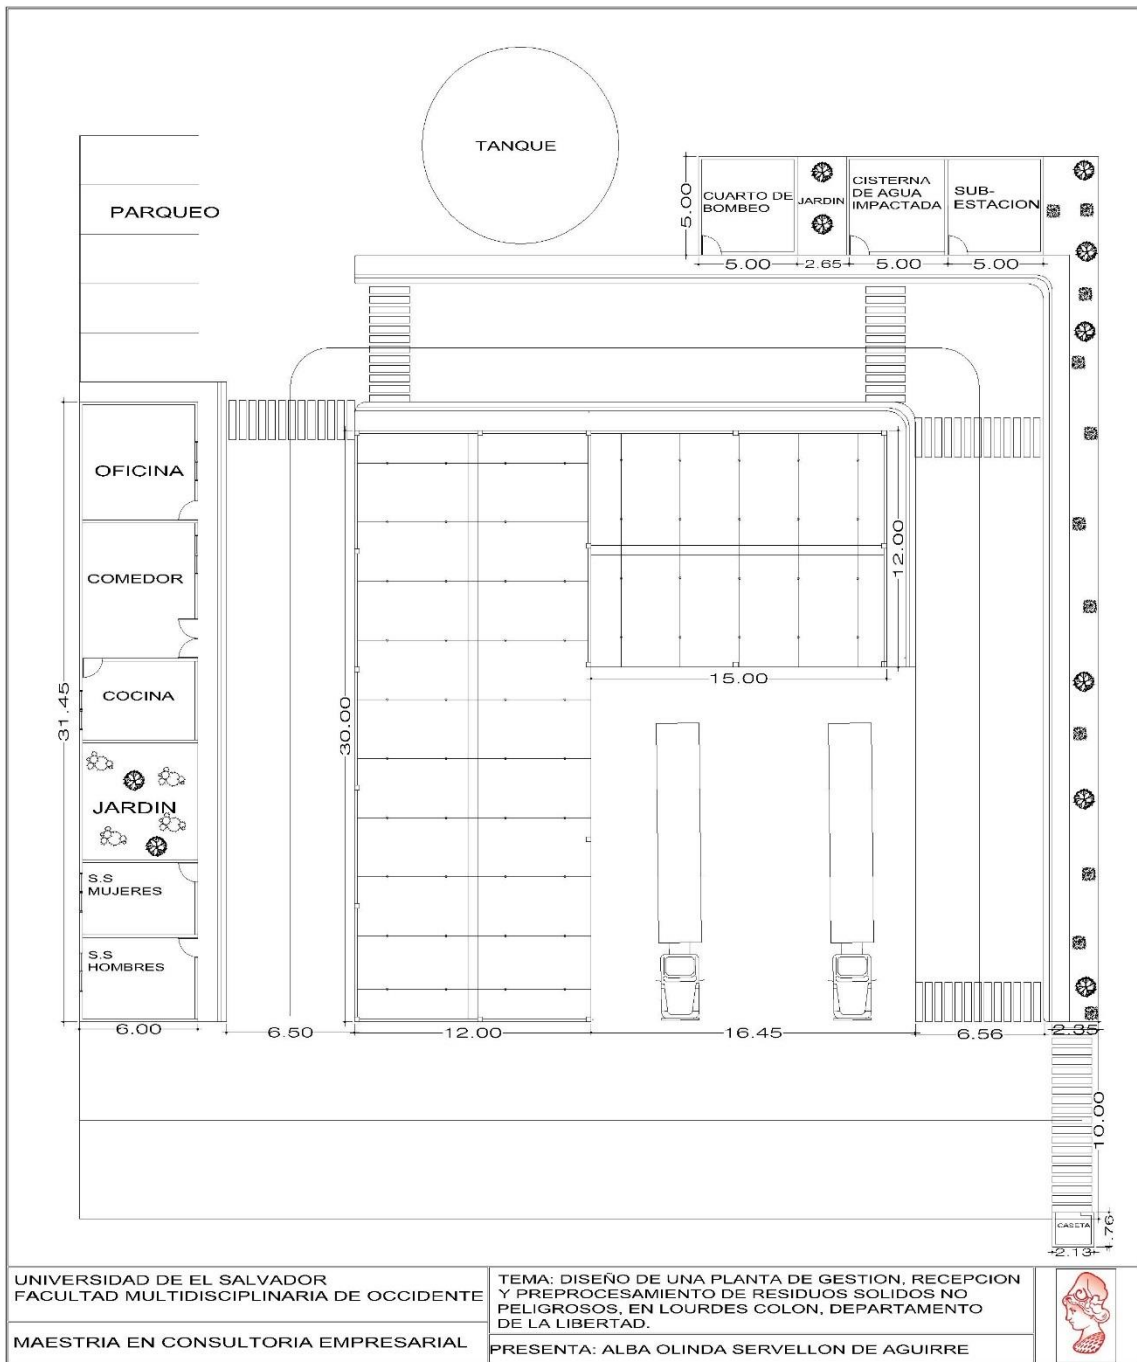 TANQUE
PARQUEO
5.00
CUARTO DE
BOMBEO
JARDIN
CISTERNA
DE AGUA
IMPACTADA
SUB-
ESTACION
5.00
2.65
5.00
5.00
OFICINA
COMEDOR
COCINA
JARDIN
S.S
MUJERES
S.S
HOMBRES
31.45
30.00
12.00
15.00
6.00
6.50
12.00
16.45
6.56
2.35
10.00
CASETA
1.76
2.13
UNIVERSIDAD DE EL SALVADOR
FACULTAD MULTIDISCIPLINARIA DE OCCIDENTE
MAESTRIA EN CONSULTORIA EMPRESARIAL
TEMA: DISEÑO DE UNA PLANTA DE GESTION, RECEPCION
Y PREPROCESAMIENTO DE RESIDUOS SOLIDOS NO
PELIGROSOS, EN LOURDES COLON, DEPARTAMENTO
DE LA LIBERTAD.
PRESENTA: ALBA OLINDA SERVELLON DE AGUIRRE